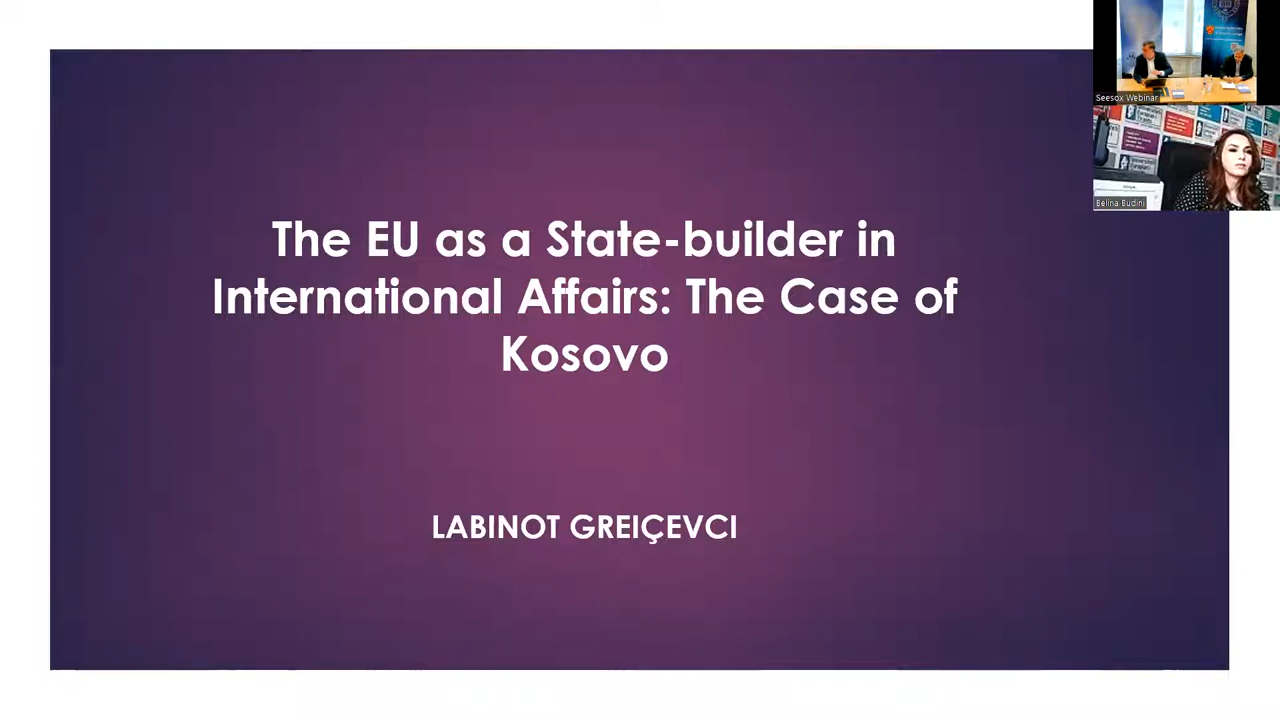 The EU as a State-builder in
International Affairs: The Case of
Kosovo
LABINOT GREIÇEVCI
Seesox Webinar
Belina Budini